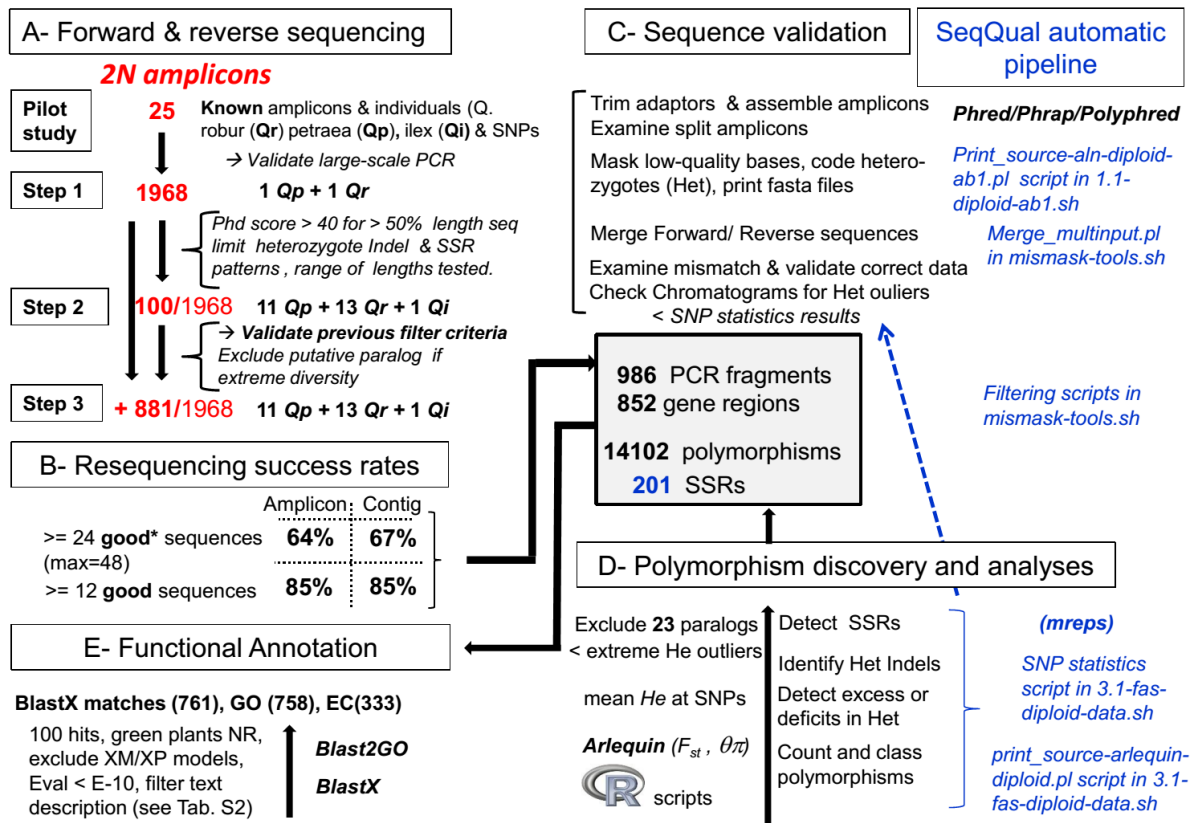 A- Forward & reverse sequencing
2N amplicons
Pilot
study
25
Known amplicons & individuals (Q.
robur (Qr) petraea (Qp), ilex (Qi) & SNPs
→ Validate large-scale PCR
Step 1
1968
1 Qp + 1 Qr
Phd score > 40 for > 50% length seq
limit heterozygote Indel & SSR
patterns , range of lengths tested.
Step 2
100/1968
11 Qp + 13 Qr + 1 Qi
→ Validate previous filter criteria
Exclude putative paralog if
extreme diversity
Step 3
+ 881/1968
11 Qp + 13 Qr + 1 Qi
B- Resequencing success rates
Amplicon Contig
>= 24 good* sequences
(max=48)
64% 67%
>= 12 good sequences
85% 85%
E- Functional Annotation
BlastX matches (761), GO (758), EC(333)
100 hits, green plants NR,
exclude XM/XP models,
Eval < E-10, filter text
description (see Tab. S2)
Blast2GO
BlastX
C- Sequence validation
Trim adaptors & assemble amplicons
Examine split amplicons
Mask low-quality bases, code hetero-
zygotes (Het), print fasta files
Merge Forward/ Reverse sequences
Examine mismatch & validate correct data
Check Chromatograms for Het ouliers
< SNP statistics results
SeqQual automatic
pipeline
Phred/Phrap/Polyphred
Print_source-aln-diploid-
ab1.pl script in 1.1-
diploid-ab1.sh
Merge_multinput.pl
in mismask-tools.sh
Filtering scripts in
mismask-tools.sh
986 PCR fragments
852 gene regions
14102 polymorphisms
201 SSRs
D- Polymorphism discovery and analyses
Exclude 23 paralogs
< extreme He outliers
mean He at SNPs
Arlequin (Fst , θπ)
R scripts
Detect SSRs
Identify Het Indels
Detect excess or
deficits in Het
Count and class
polymorphisms
(mreps)
SNP statistics
script in 3.1-fas-
diploid-data.sh
print_source-arlequin-
diploid.pl script in 3.1-
fas-diploid-data.sh